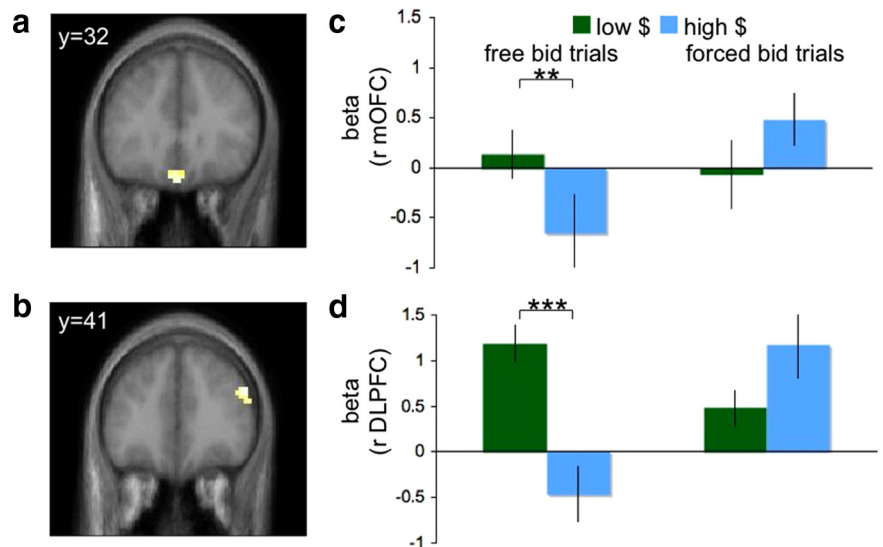 a
y=32
c
low $ high $
free bid trials forced bid trials
**
beta
(r mOFC)
1.5
1
0.5
0
-0.5
-1
b
y=41
d
***
beta
(r DLPFC)
1.5
1
0.5
0
-0.5
-1